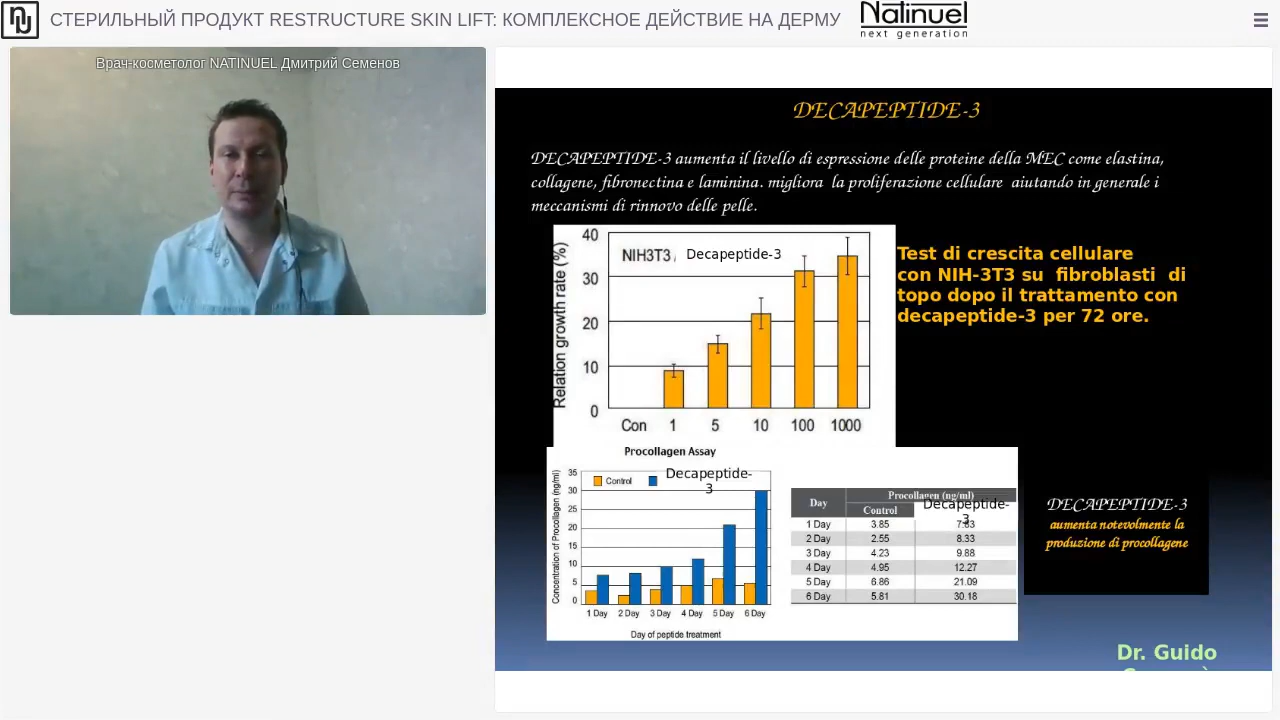 СТЕРИЛЬНЫЙ ПРОДУКТ RESTRUCTURE SKIN LIFT: КОМПЛЕКСНОЕ ДЕЙСТВИЕ НА ДЕРМУ
Natinuel
next generation
Врач-косметолог NATINUEL Дмитрий Семенов
DECAPEPTIDE-3
DECAPEPTIDE-3 aumenta il livello di espressione delle proteine della MEC come elastina,
collagene, fibronectina e laminina. migliora la proliferazione cellulare aiutando in generale i
meccanismi di rinnovo delle pelle.
Relation growth rate (%)
40
30
20
10
0
NIH3T3 Decapeptide-3
Con 1 5 10 100 1000
Test di crescita cellulare
con NIH-3T3 su fibroblasti di
topo dopo il trattamento con
decapeptide-3 per 72 ore.
Procollagen Assay
Concentration of Procollagen (ng/ml)
35
30
25
20
15
10
5
0
Control Decapeptide-
3
1 Day 2 Day 3 Day 4 Day 5 Day 6 Day
Day of peptide treatment
Day Procollagen (ng/ml)
Control Decapeptide-
3
1 Day 3.85
2 Day 2.55 8.33
3 Day 4.23 9.88
4 Day 4.95 12.27
5 Day 6.86 21.09
6 Day 5.81 30.18
DECAPEPTIDE-3
aumenta notevolmente la
produzione di procollagene
Dr. Guido